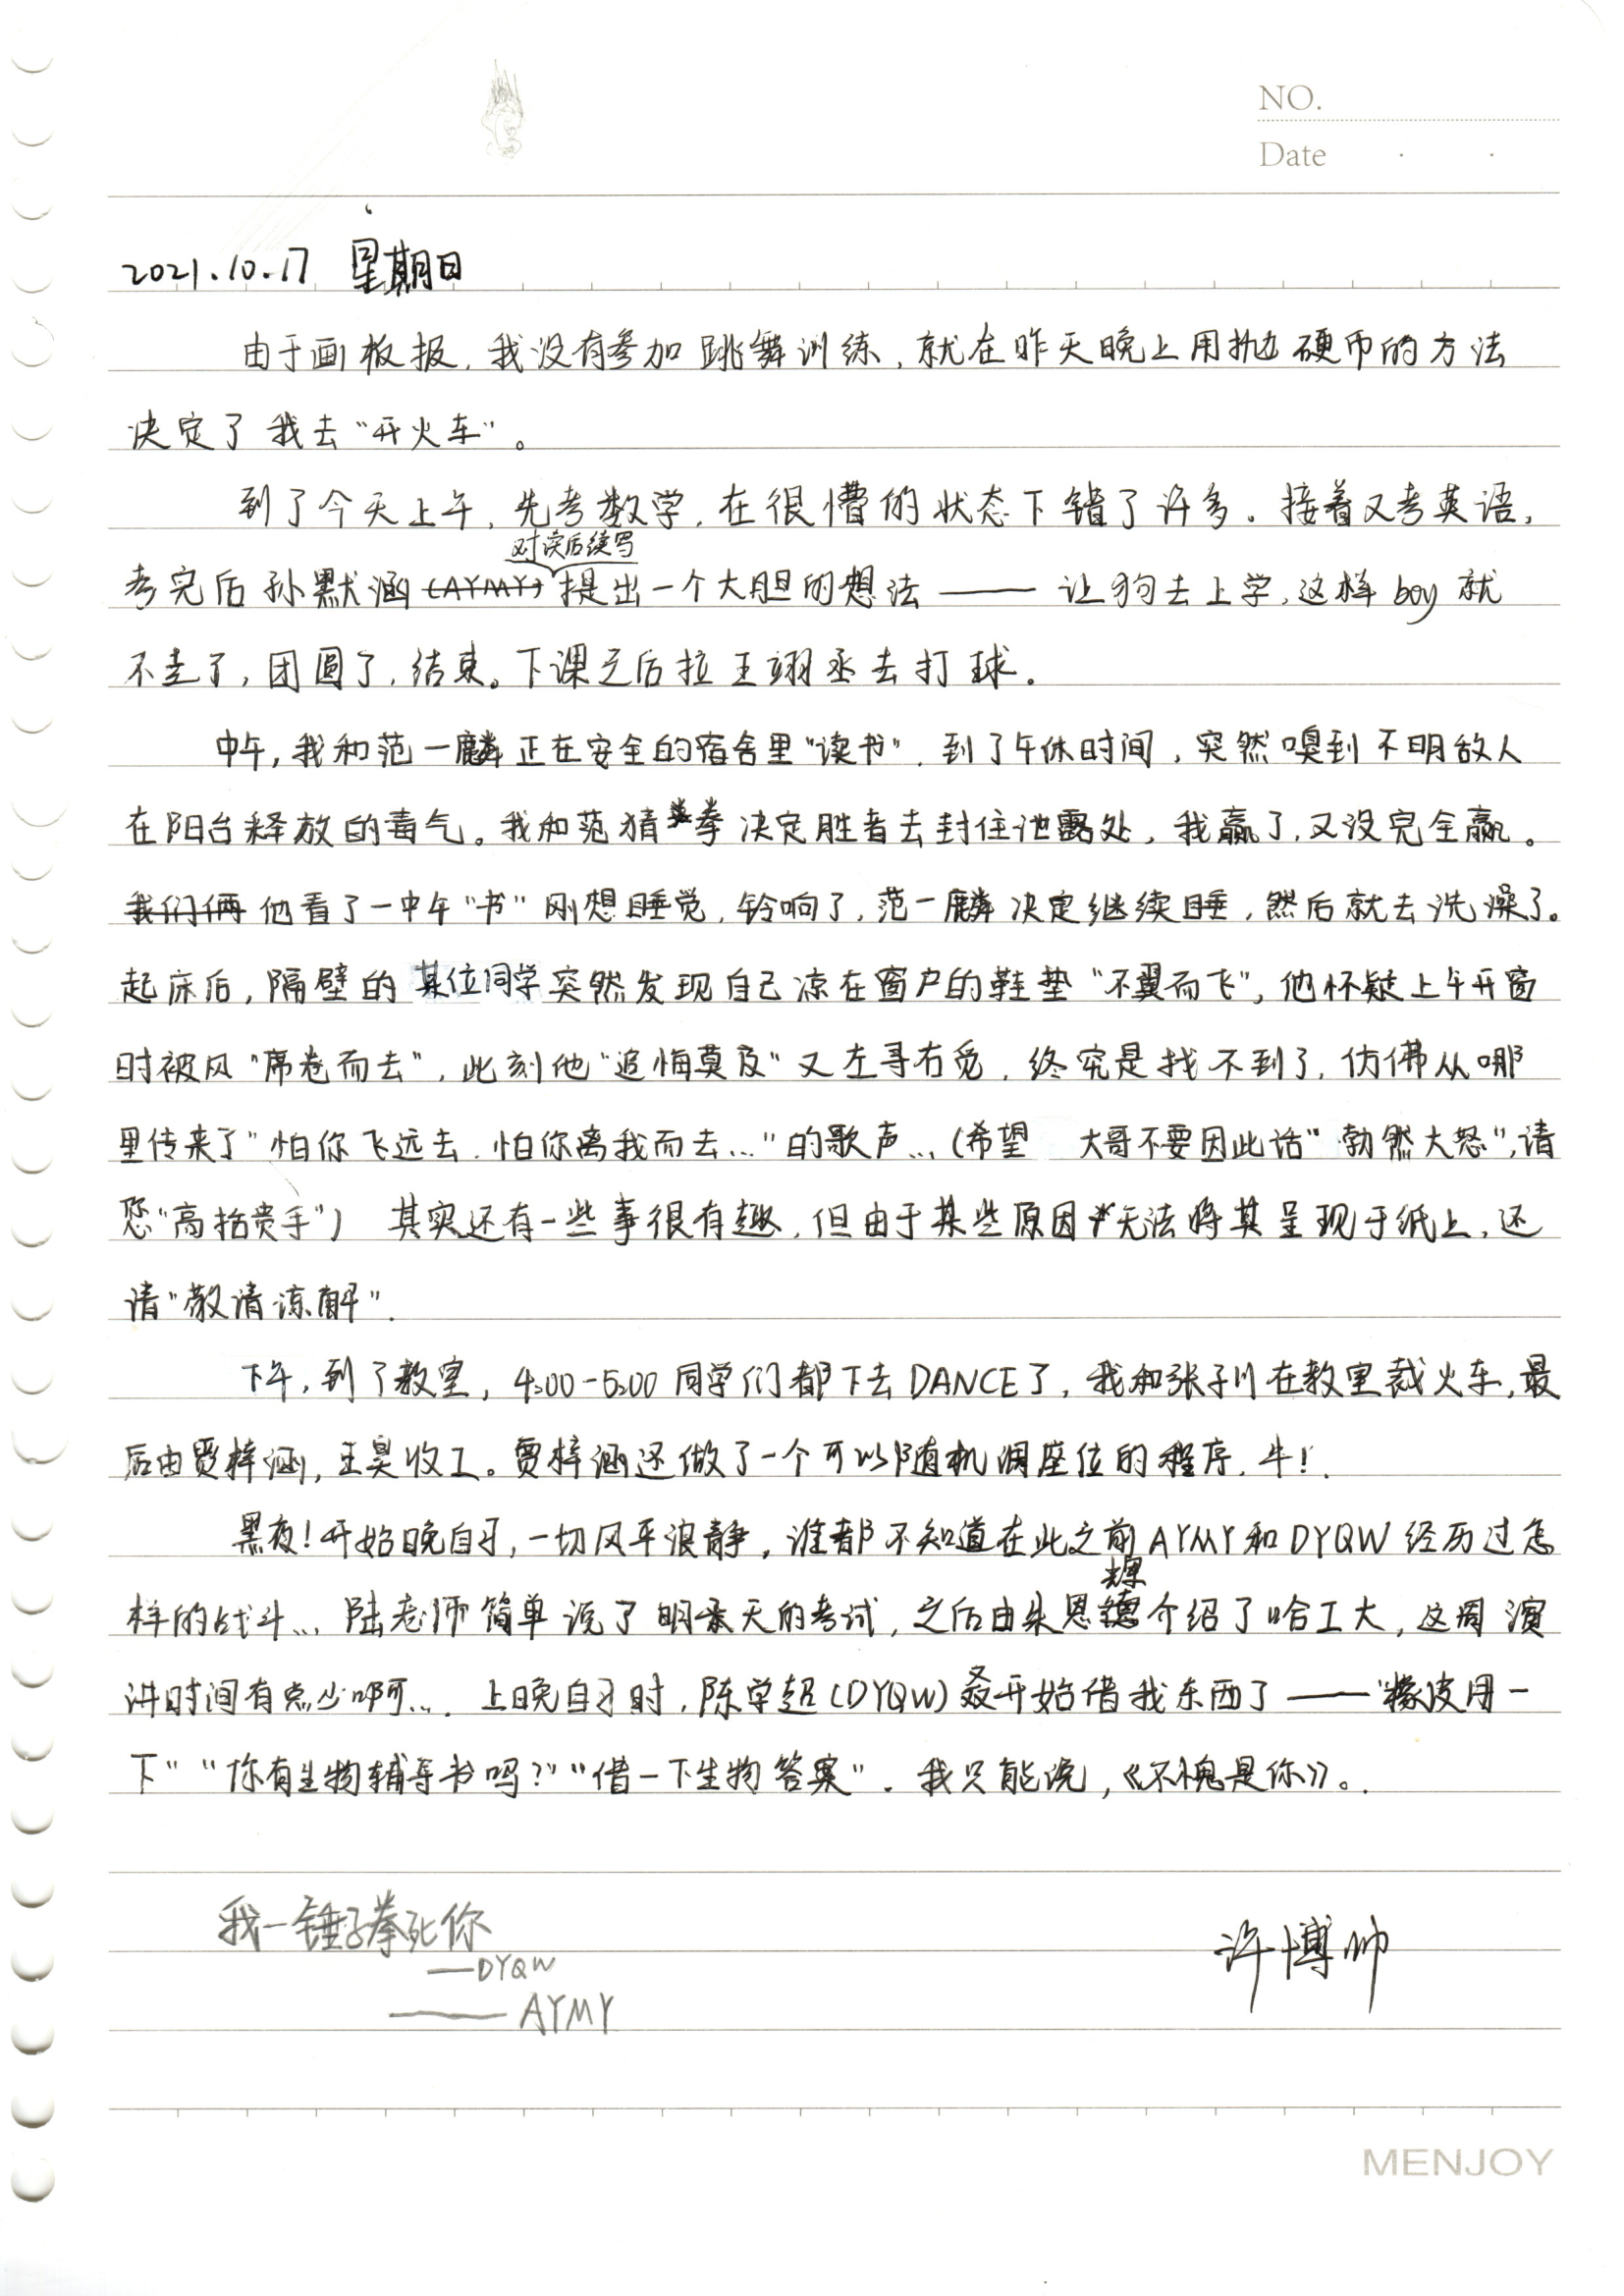 NO.
Date
2021.10.17 星期日
由于画板报，我没有参加跳舞训练，就在昨天晚上用抛硬币的方法
决定了我去“开火车”。
到了今天上午，先考数学，在很懵的状态下错了许多。接着又考英语，
对读后续写
考完后孙默涵(AYMY)提出一个大胆的想法——让狗去上学，这样boy就
不走了，团圆了，结束。下课之后拉王翊丞去打球。
中午，我和范一麟正在安全的宿舍里“读书”，到了午休时间，突然嗅到不明敌人
在阳台释放的毒气。我和范猜拳决定胜者去封住泄露处，我赢了，又没完全赢。
我们俩他看了一中午“书”刚想睡觉，铃响了，范一麟决定继续睡，然后就去洗澡了。
起床后，隔壁的某位同学突然发现自己凉在窗户的鞋垫“不翼而飞”，他怀疑上午开窗
时被风“席卷而去”，此刻他“追悔莫及”又左寻右觅，终究是找不到了，仿佛从哪
里传来了“怕你飞远去，怕你离我而去…”的歌声…（希望 大哥不要因此话“勃然大怒”，请
您“高抬贵手”） 其实还有一些事很有趣，但由于某些原因无法将其呈现于纸上，还
请“敬请谅解”.
下午，到了教室，4:00-5:00同学们都下去DANCE了，我和张子川在教室裁火车，最
后由贾梓涵，王昊收工。贾梓涵还做了一个可以随机调座位的程序，牛！.
黑夜！开始晚自习，一切风平浪静，谁都不知道在此之前AYMY和DYQW经历过怎
様的战斗… 陆老师简单说了明天的考试，之后由朱恩德介绍了哈工大，这周演
讲时间有点少啊…. 上晚自习时，陈学超(DYQW)又开始借我东西了——“橡皮用一
下”“你有生物辅导书吗？”“借一下生物答案”．我只能说，《不愧是你》。.
我一锤子拳死你
——DYQW
——AYMY
许博帅
MENJOY